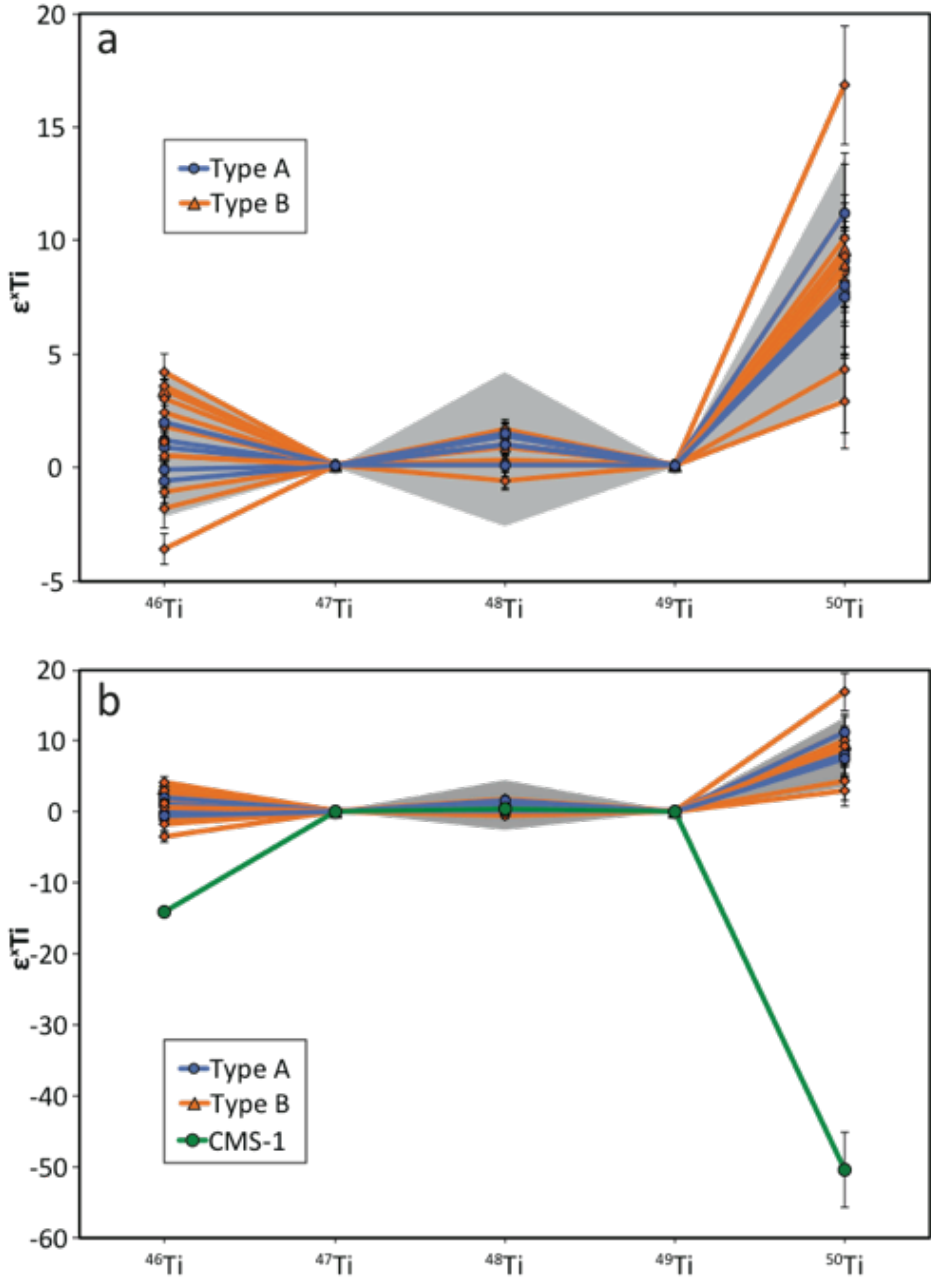 a
20
15
10
5
0
-5
εˣTi
Type A
Type B
⁴⁶Ti ⁴⁷Ti ⁴⁸Ti ⁴⁹Ti ⁵⁰Ti
b
20
10
0
-10
-20
-30
-40
-50
-60
εˣTi
Type A
Type B
CMS-1
⁴⁶Ti ⁴⁷Ti ⁴⁸Ti ⁴⁹Ti ⁵⁰Ti